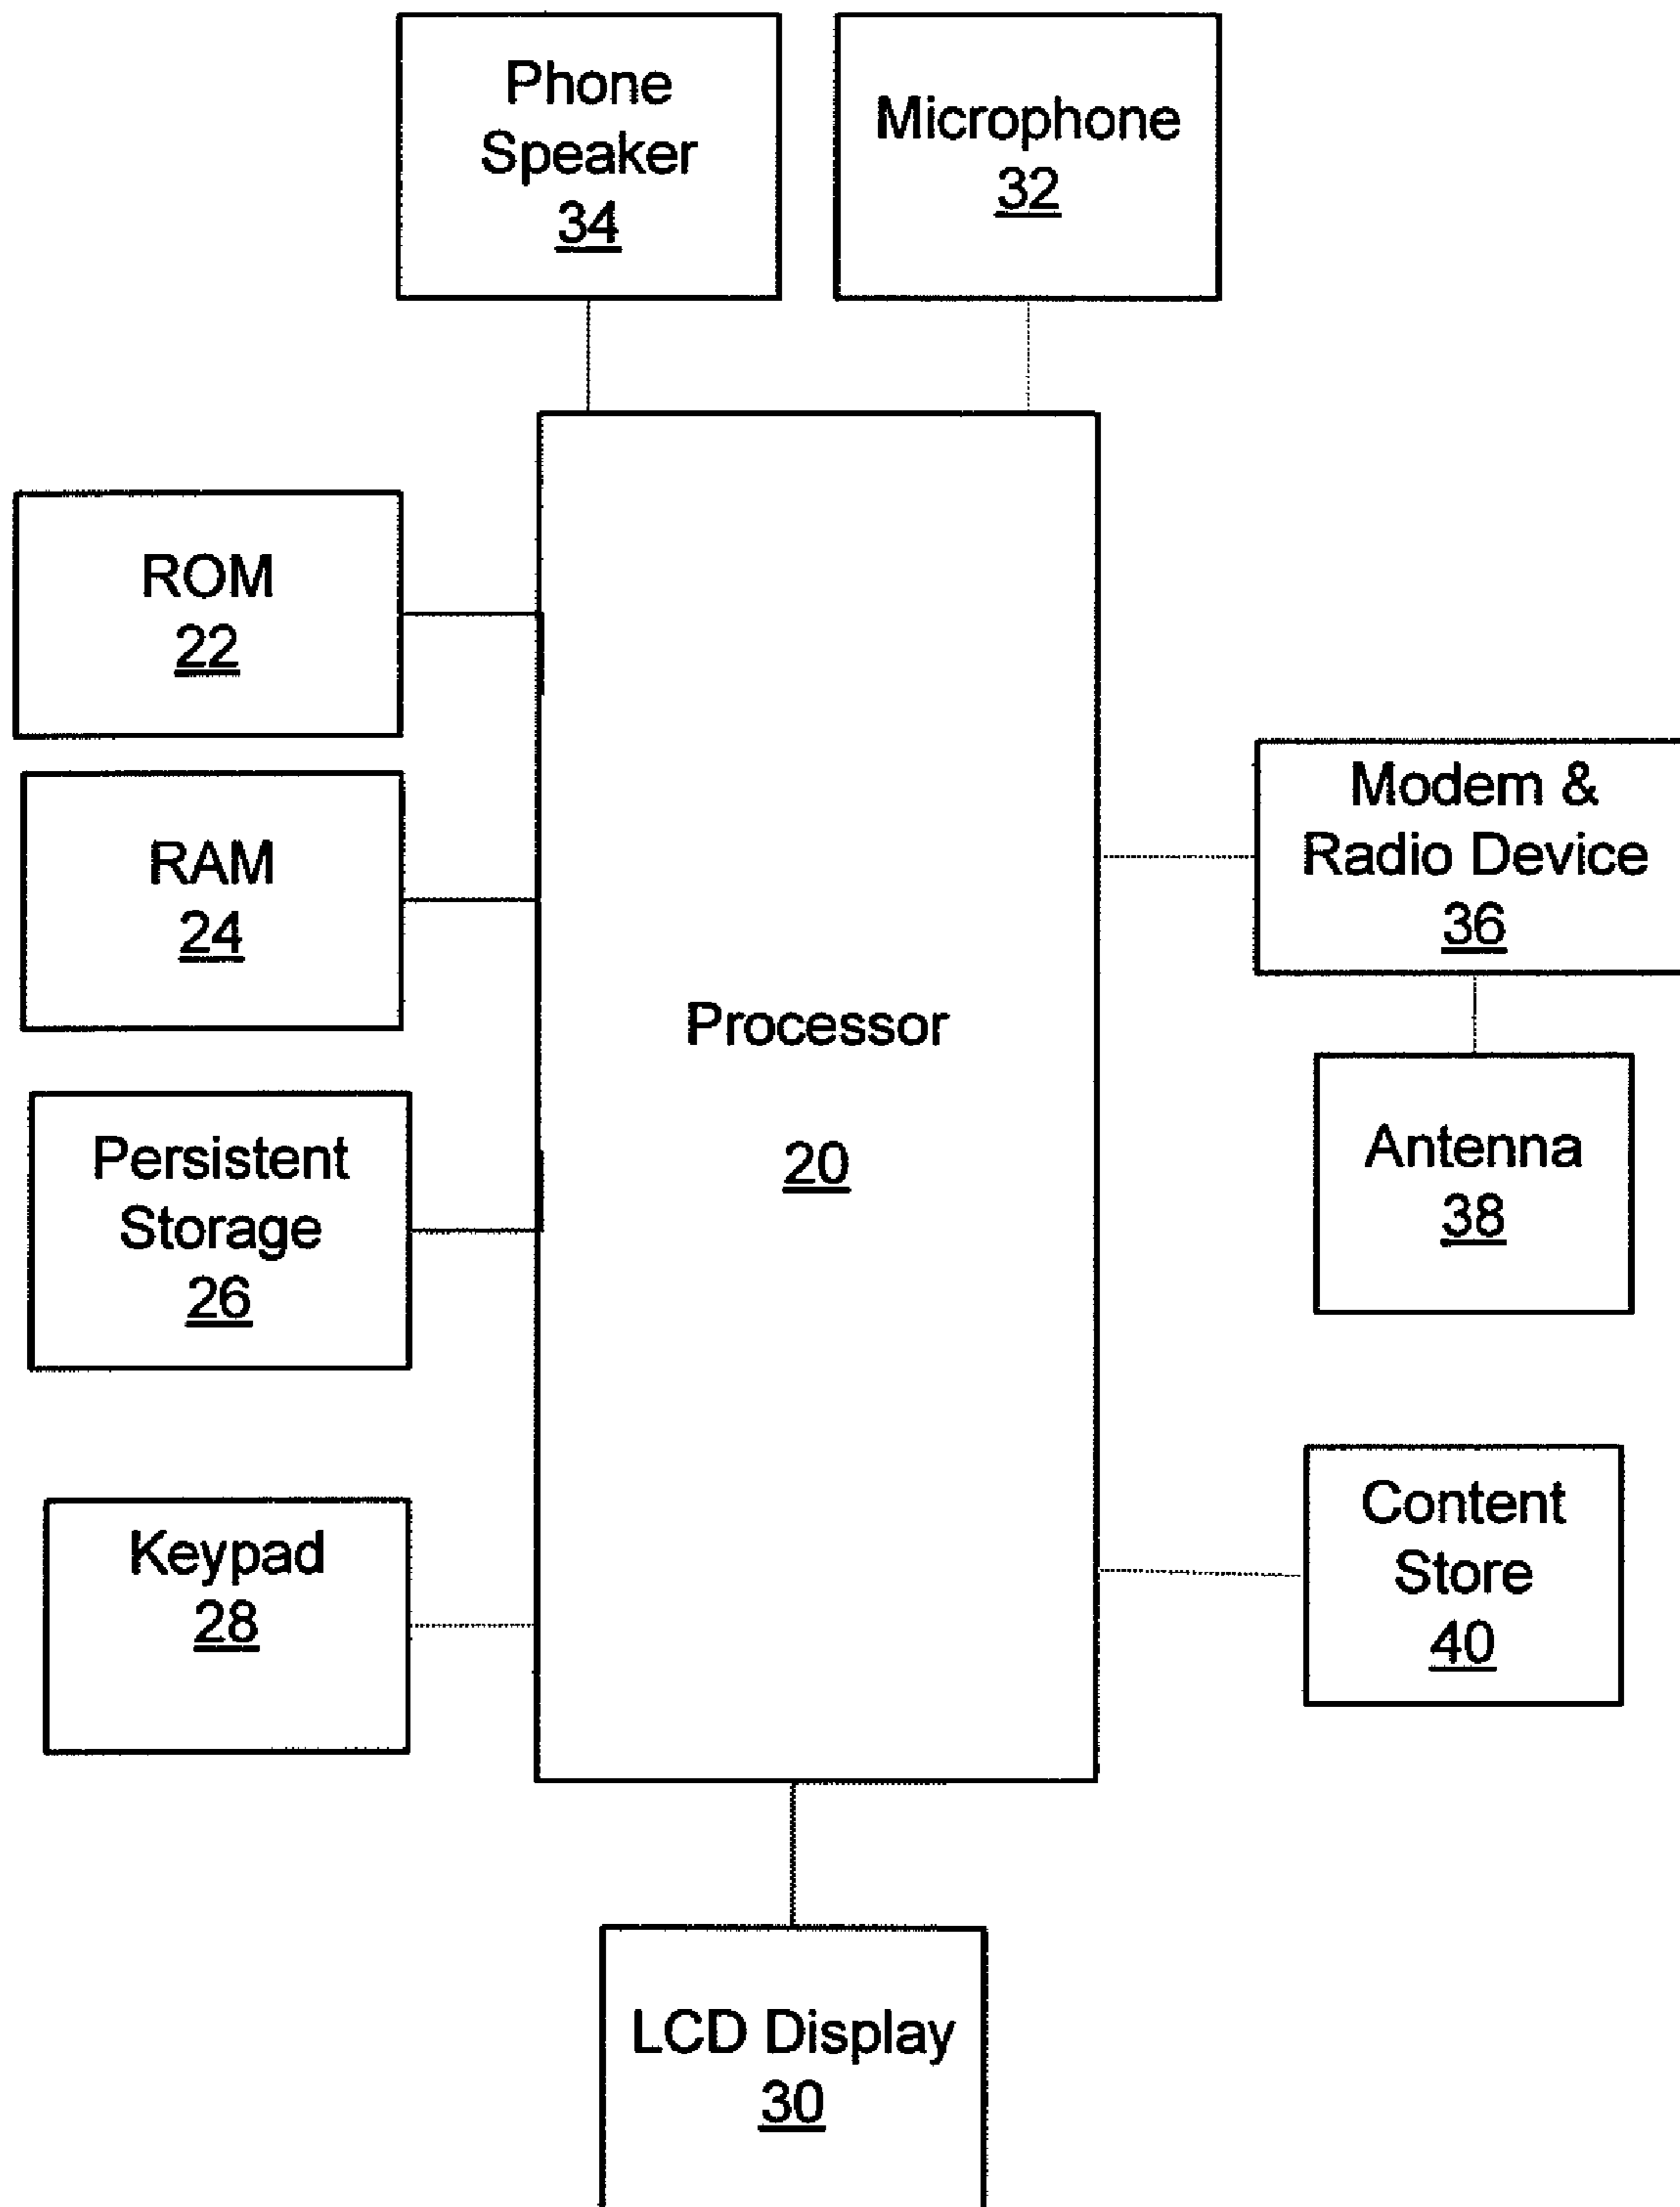 Phone
Speaker
34
Microphone
32
ROM
22
RAM
24
Persistent
Storage
26
Keypad
28
Processor
20
Modem &
Radio Device
36
Antenna
38
Content
Store
40
LCD Display
30